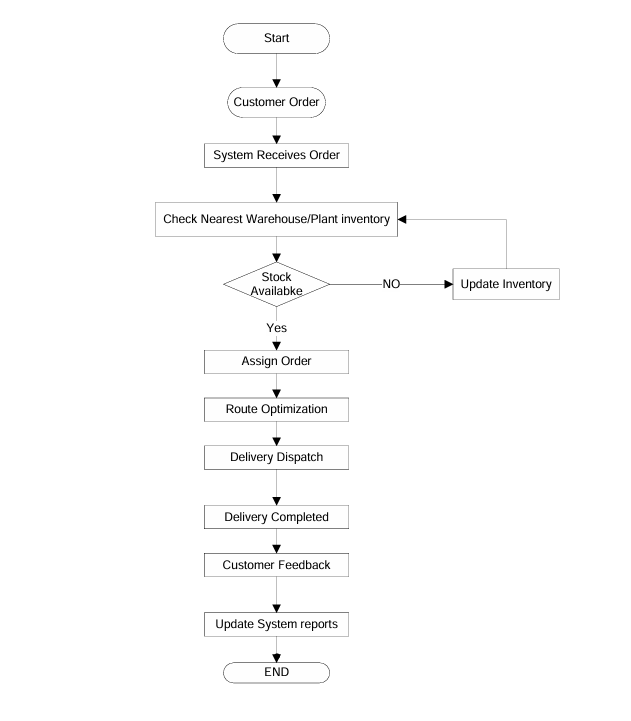 Start
Customer Order
System Receives Order
Check Nearest Warehouse/Plant inventory
Stock
Availabke
NO
Update Inventory
Yes
Assign Order
Route Optimization
Delivery Dispatch
Delivery Completed
Customer Feedback
Update System reports
END